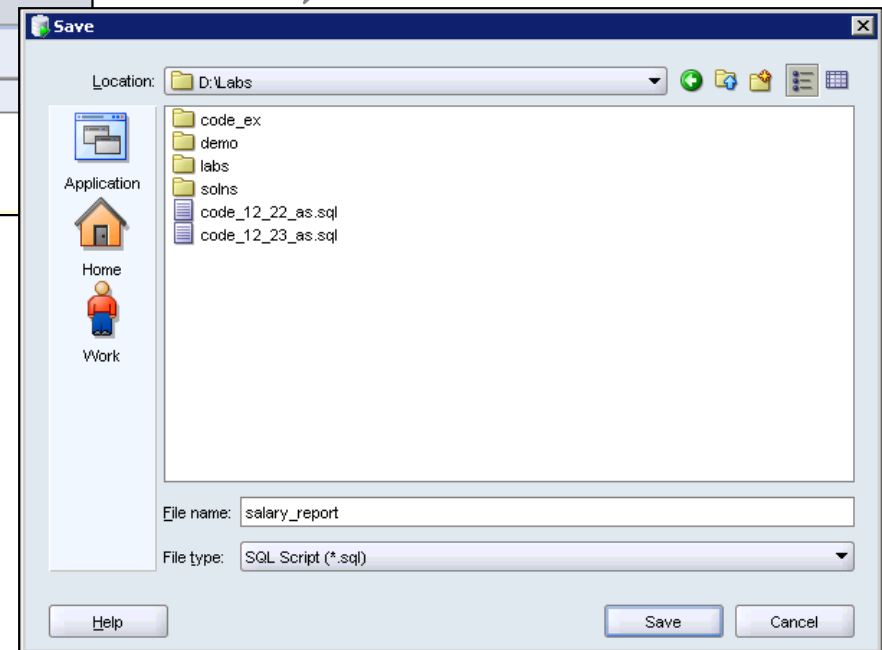 Save
Location: D:\Labs
code_ex
demo
labs
solns
code_12_22_as.sql
code_12_23_as.sql
Application
Home
Work
File name: salary_report
File type: SQL Script (*.sql)
Help Save Cancel